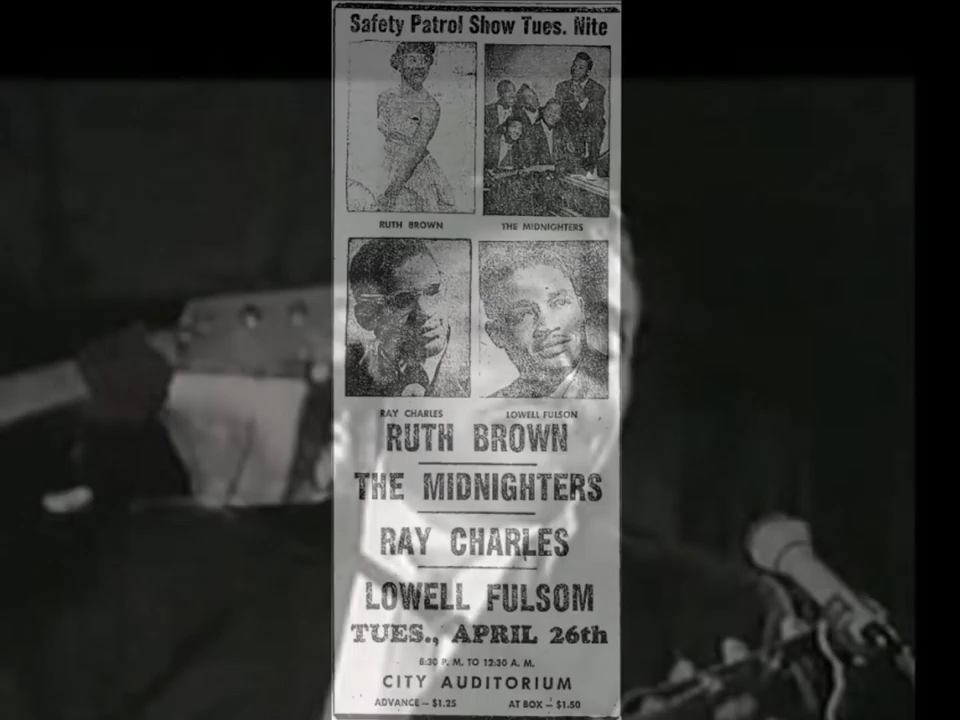 Safety Patrol Show Tues. Nite
RUTH BROWN THE MIDNIGHTERS
RAY CHARLES LOWELL FULSON
RUTH BROWN
THE MIDNIGHTERS
RAY CHARLES
LOWELL FULSOM
TUES., APRIL 26th
8:30 P. M. TO 12:30 A. M.
CITY AUDITORIUM
ADVANCE – $1.25 AT BOX – $1.50